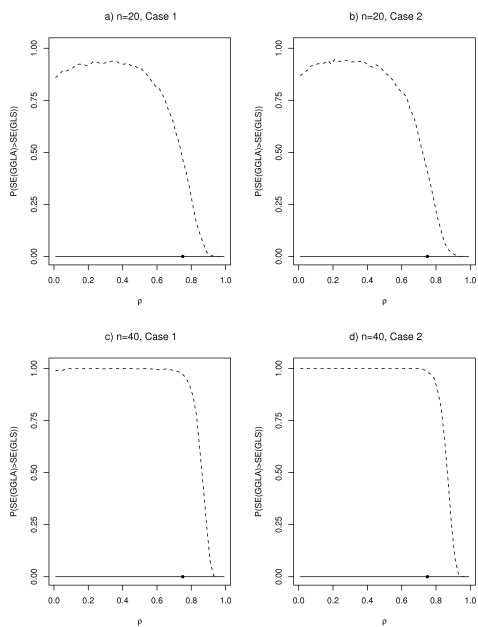 a) n=20, Case 1
P(SE(GGLA)>SE(GLS))
1.00
0.75
0.50
0.25
0.00
0.0 0.2 0.4 0.6 0.8 1.0
ρ
b) n=20, Case 2
P(SE(GGLA)>SE(GLS))
1.00
0.75
0.50
0.25
0.00
0.0 0.2 0.4 0.6 0.8 1.0
ρ
c) n=40, Case 1
P(SE(GGLA)>SE(GLS))
1.00
0.75
0.50
0.25
0.00
0.0 0.2 0.4 0.6 0.8 1.0
ρ
d) n=40, Case 2
P(SE(GGLA)>SE(GLS))
1.00
0.75
0.50
0.25
0.00
0.0 0.2 0.4 0.6 0.8 1.0
ρ